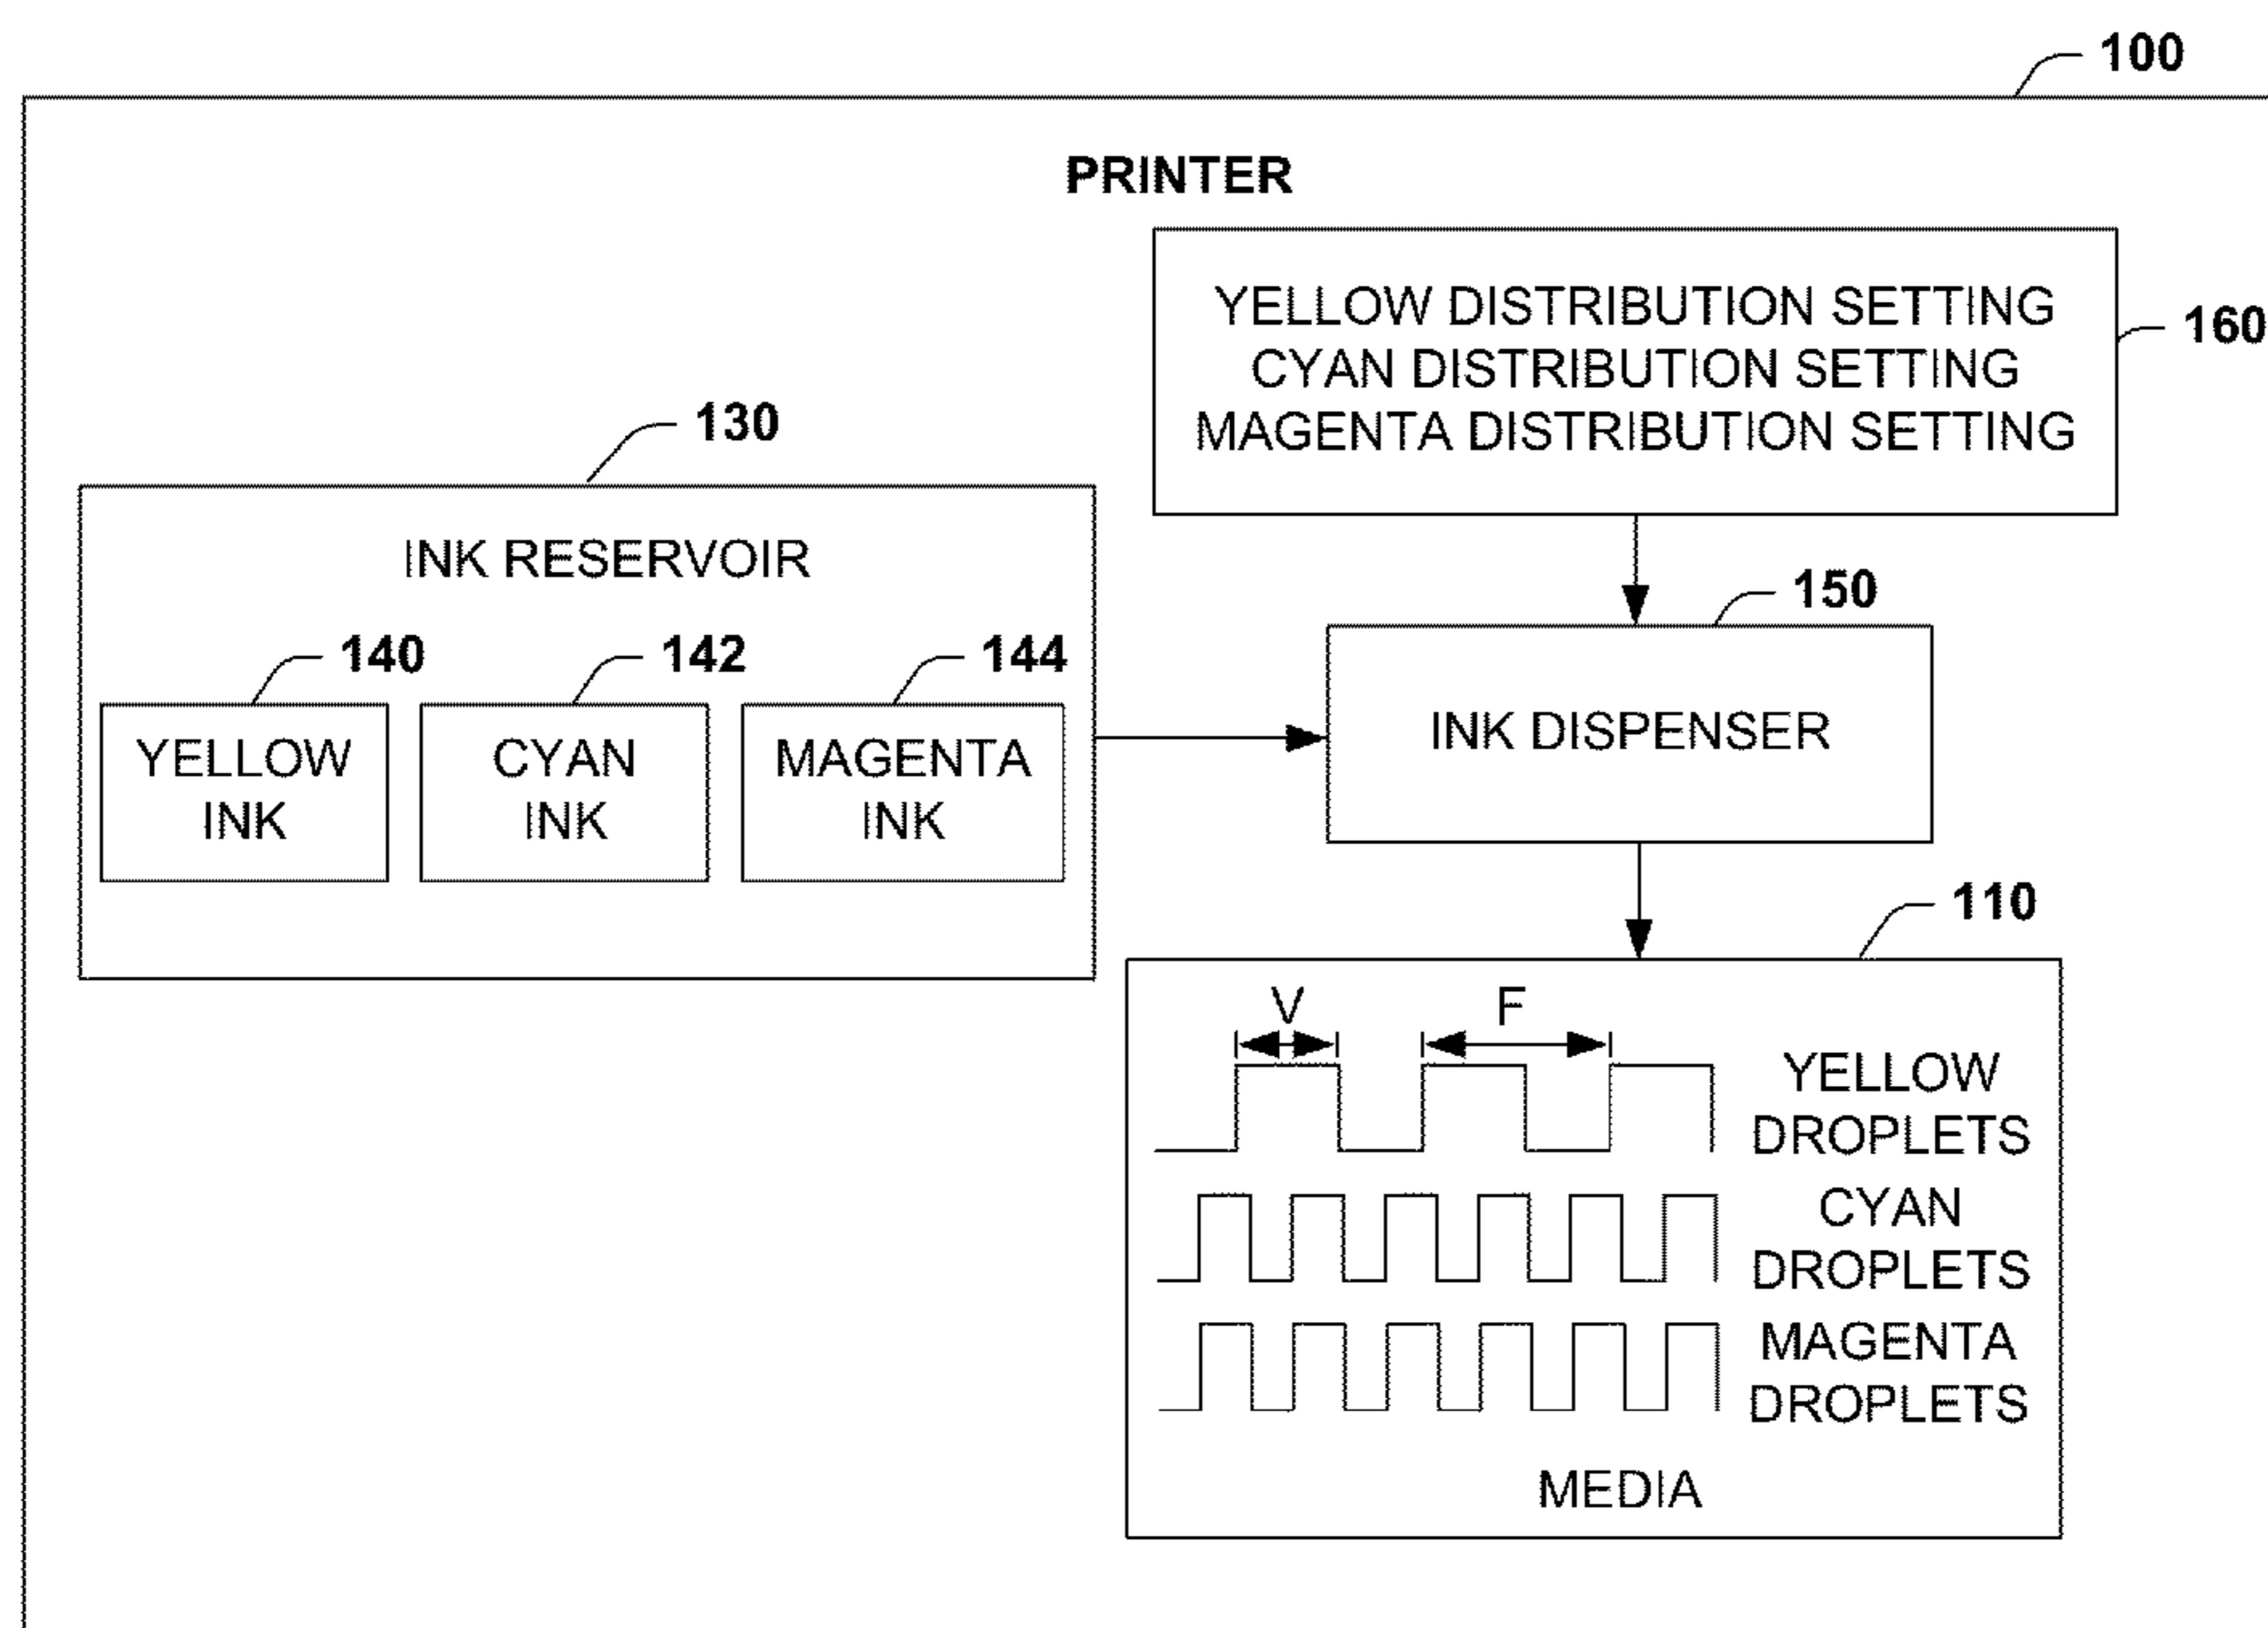 100
PRINTER
YELLOW DISTRIBUTION SETTING
CYAN DISTRIBUTION SETTING
MAGENTA DISTRIBUTION SETTING
160
130
INK RESERVOIR
140
142
144
YELLOW
INK
CYAN
INK
MAGENTA
INK
150
INK DISPENSER
110
V
F
YELLOW
DROPLETS
CYAN
DROPLETS
MAGENTA
DROPLETS
MEDIA